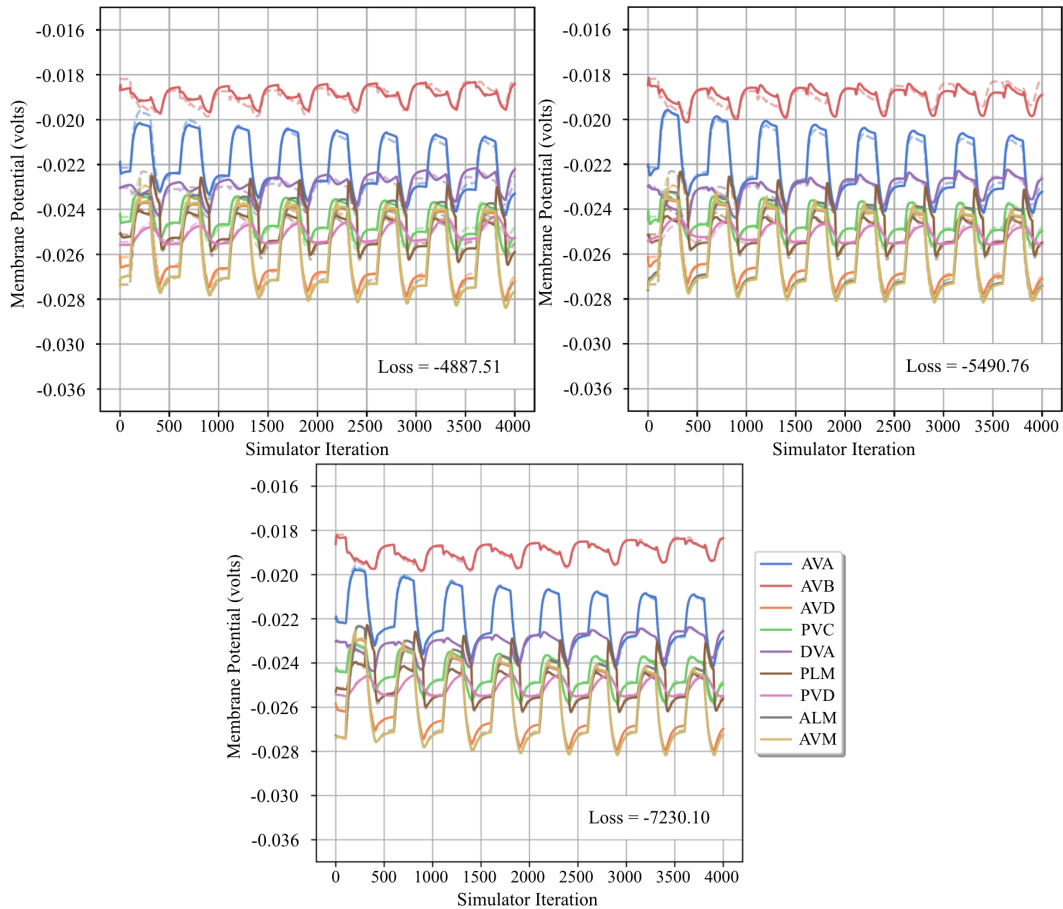 -0.016
-0.018
-0.020
-0.022
-0.024
-0.026
-0.028
-0.030
-0.036
Membrane Potential (volts)
Loss = -4887.51
0 500 1000 1500 2000 2500 3000 3500 4000
Simulator Iteration
-0.016
-0.018
-0.020
-0.022
-0.024
-0.026
-0.028
-0.030
-0.036
Membrane Potential (volts)
Loss = -5490.76
0 500 1000 1500 2000 2500 3000 3500 4000
Simulator Iteration
-0.016
-0.018
-0.020
-0.022
-0.024
-0.026
-0.028
-0.030
-0.036
Membrane Potential (volts)
Loss = -7230.10
0 500 1000 1500 2000 2500 3000 3500 4000
Simulator Iteration
AVA
AVB
AVD
PVC
DVA
PLM
PVD
ALM
AVM